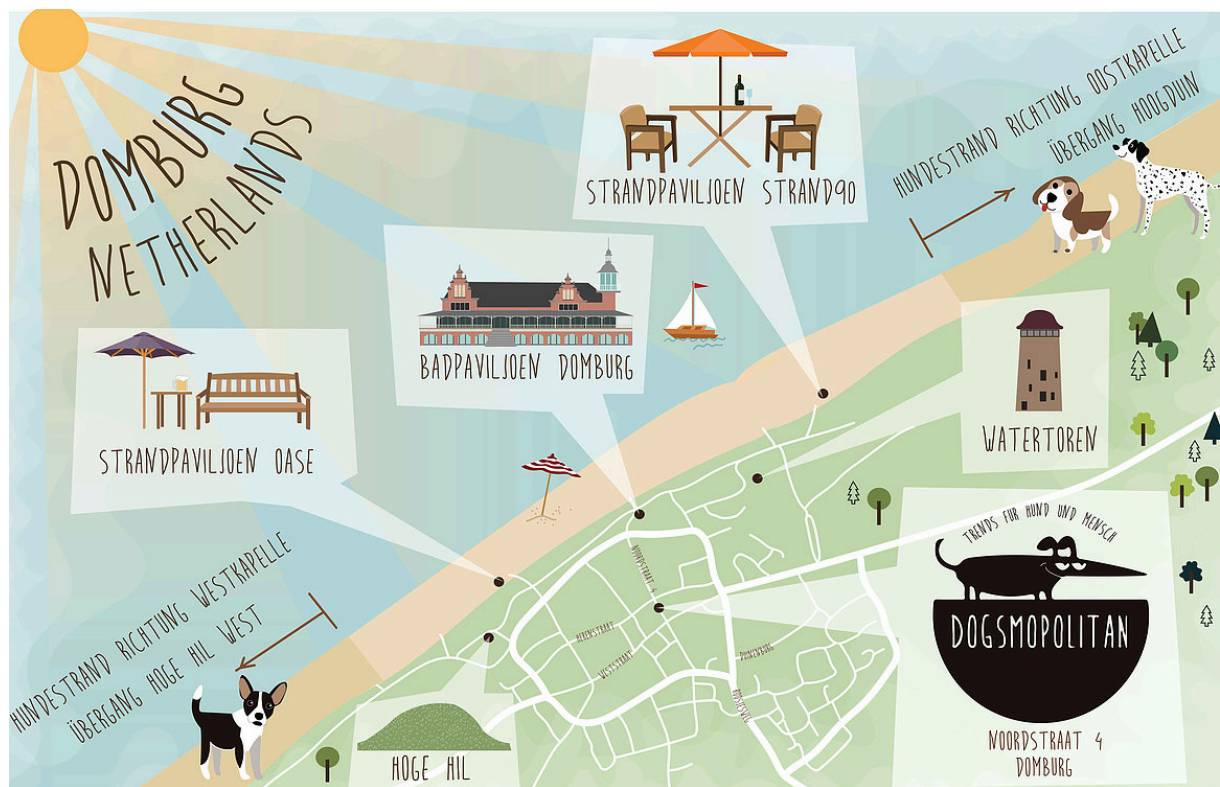 DOMBURG
NETHERLANDS
STRANDPAVILJOEN STRAND90
HUNDESTRAND RICHTUNG OOSTKAPELLE
ÜBERGANG HOOGDUIN
BADPAVILJOEN DOMBURG
STRANDPAVILJOEN OASE
WATERTOREN
TRENDS FÜR HUND UND MENSCH
DOGSMOPOLITAN
NOORDSTRAAT 4
DOMBURG
HUNDESTRAND RICHTUNG WESTKAPELLE
ÜBERGANG HOGE HIL WEST
HOGE HIL
NOORDSTRAAT 4
WESTSTRAAT